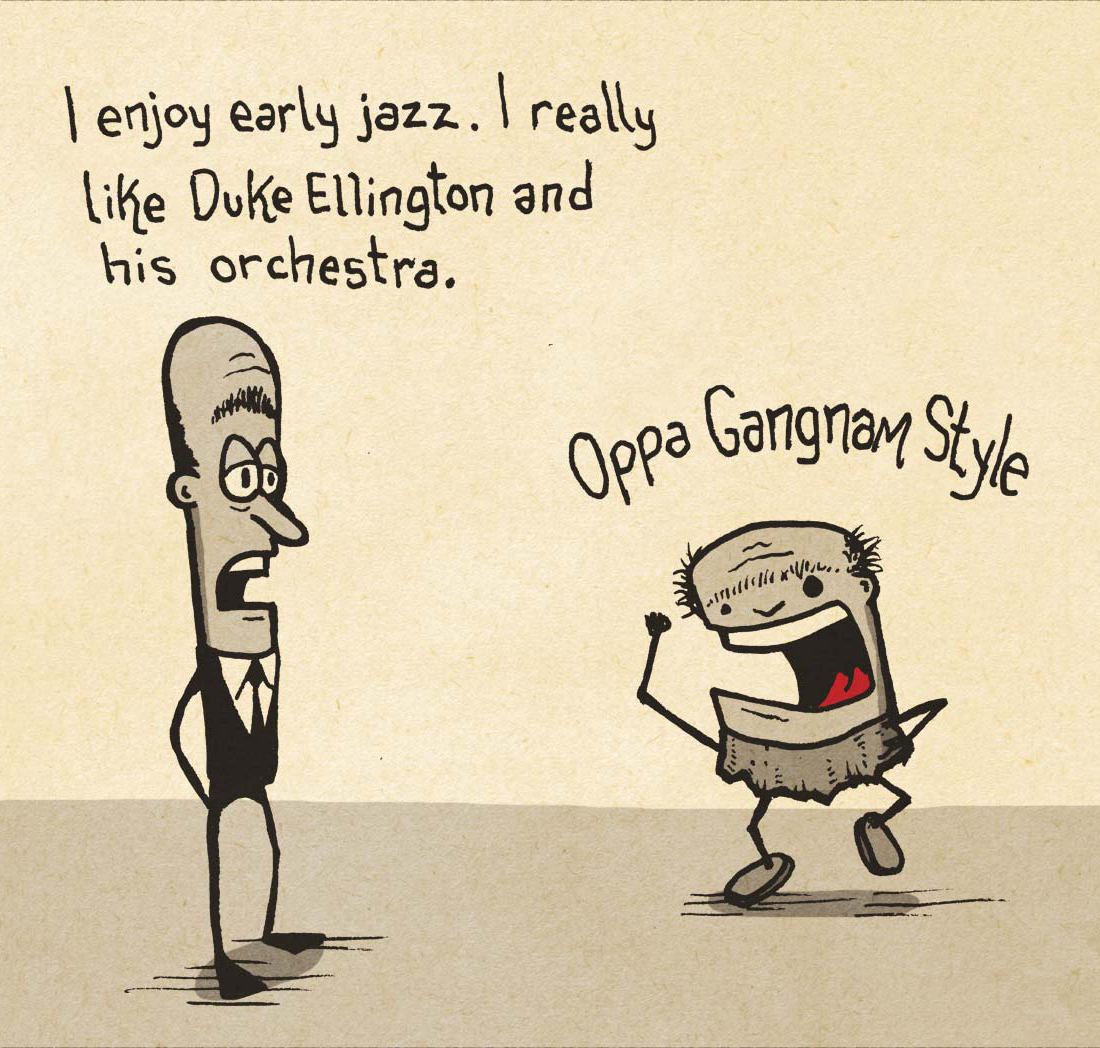 I enjoy early jazz. I really
like Duke Ellington and
his orchestra.
Oppa Gangnam Style